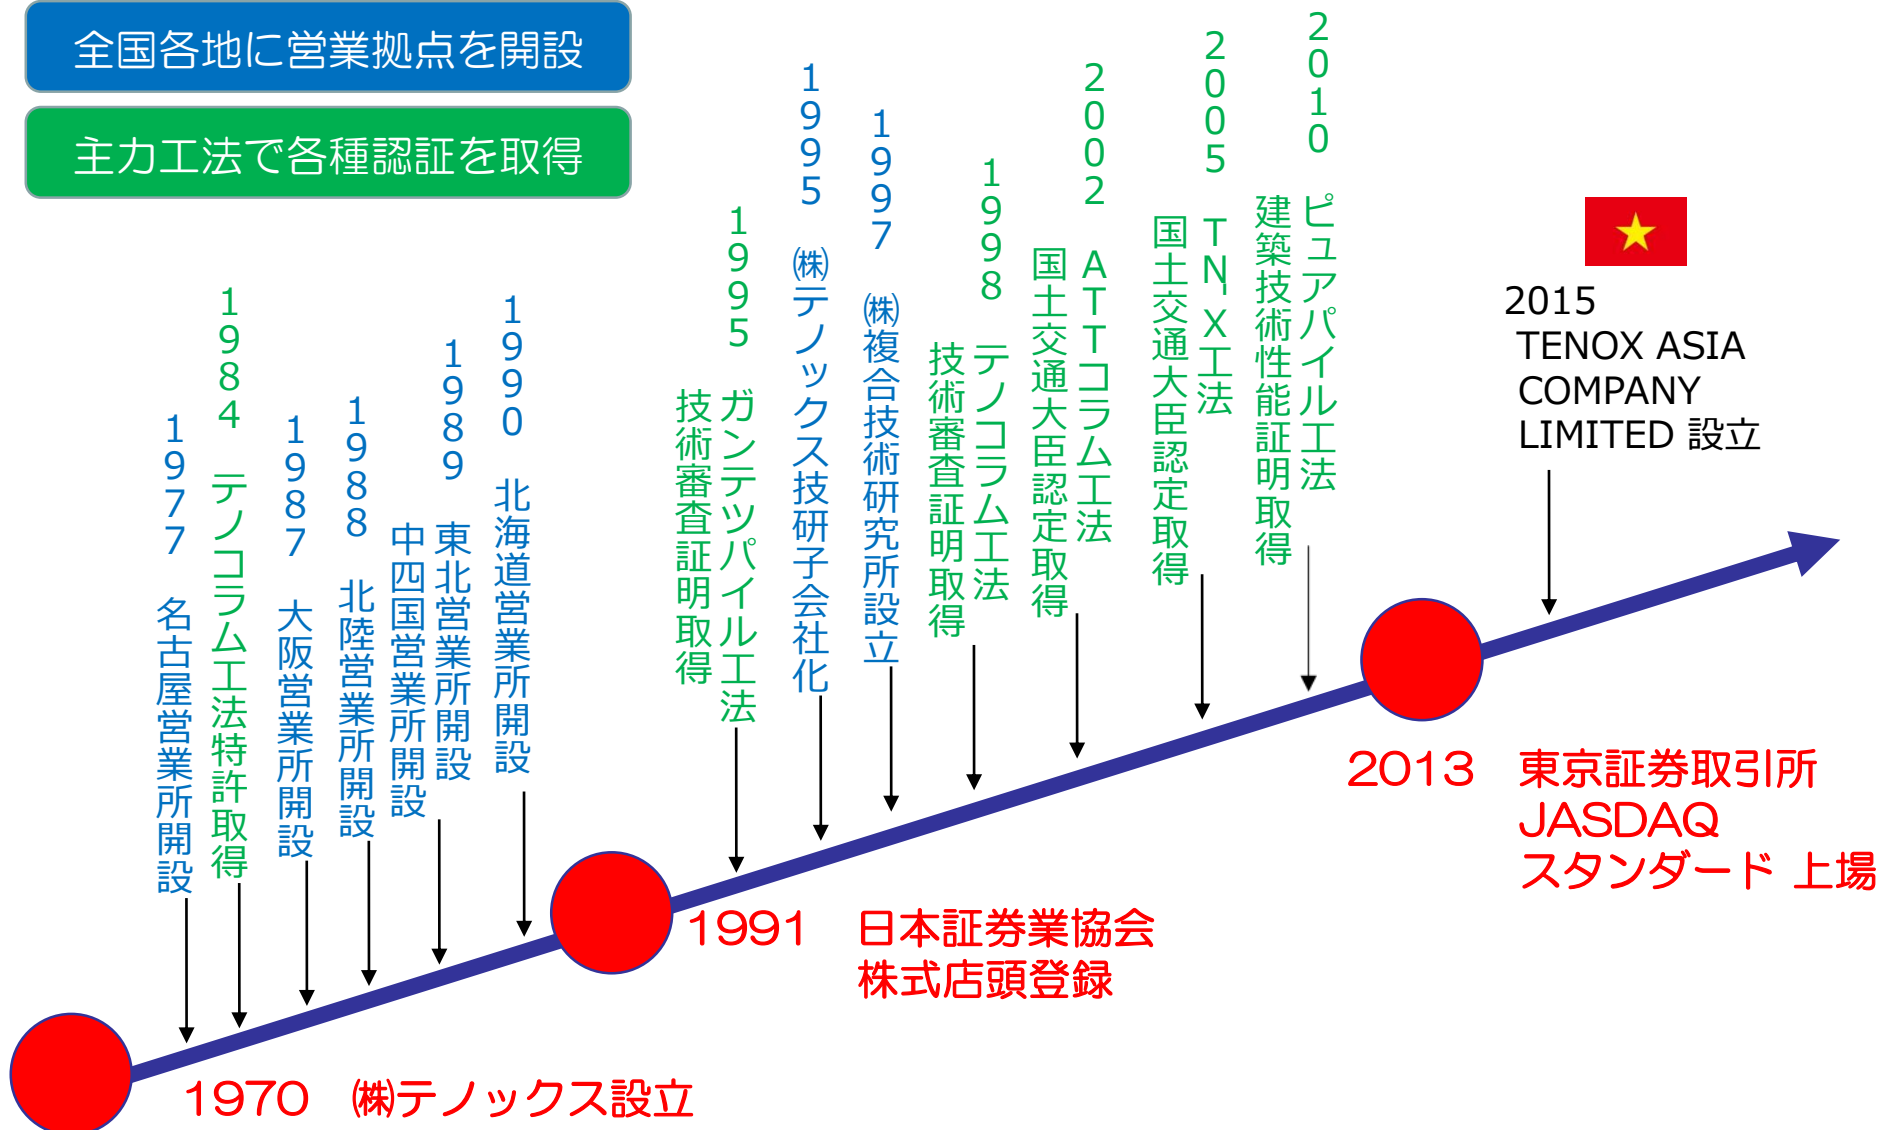 全国各地に営業拠点を開設
主力工法で各種認証を取得
1977 名古屋営業所開設
1984 テノコラム工法特許取得
1987 大阪営業所開設
1988 北陸営業所開設
1989 東北営業所開設
中四国営業所開設
1990 北海道営業所開設
1995 ガンテツパイル工法
技術審査証明取得
1995 ㈱テノックス技研子会社化
1997 ㈱複合技術研究所設立
1998 テノコラム工法
技術審査証明取得
2002 ATTコラム工法
国土交通大臣認定取得
2005 TN-X工法
国土交通大臣認定取得
2010 ピュアパイル工法
建築技術性能証明取得
2015
TENOX ASIA
COMPANY
LIMITED 設立
2013 東京証券取引所
JASDAQ
スタンダード 上場
1991 日本証券業協会
株式店頭登録
1970 ㈱テノックス設立